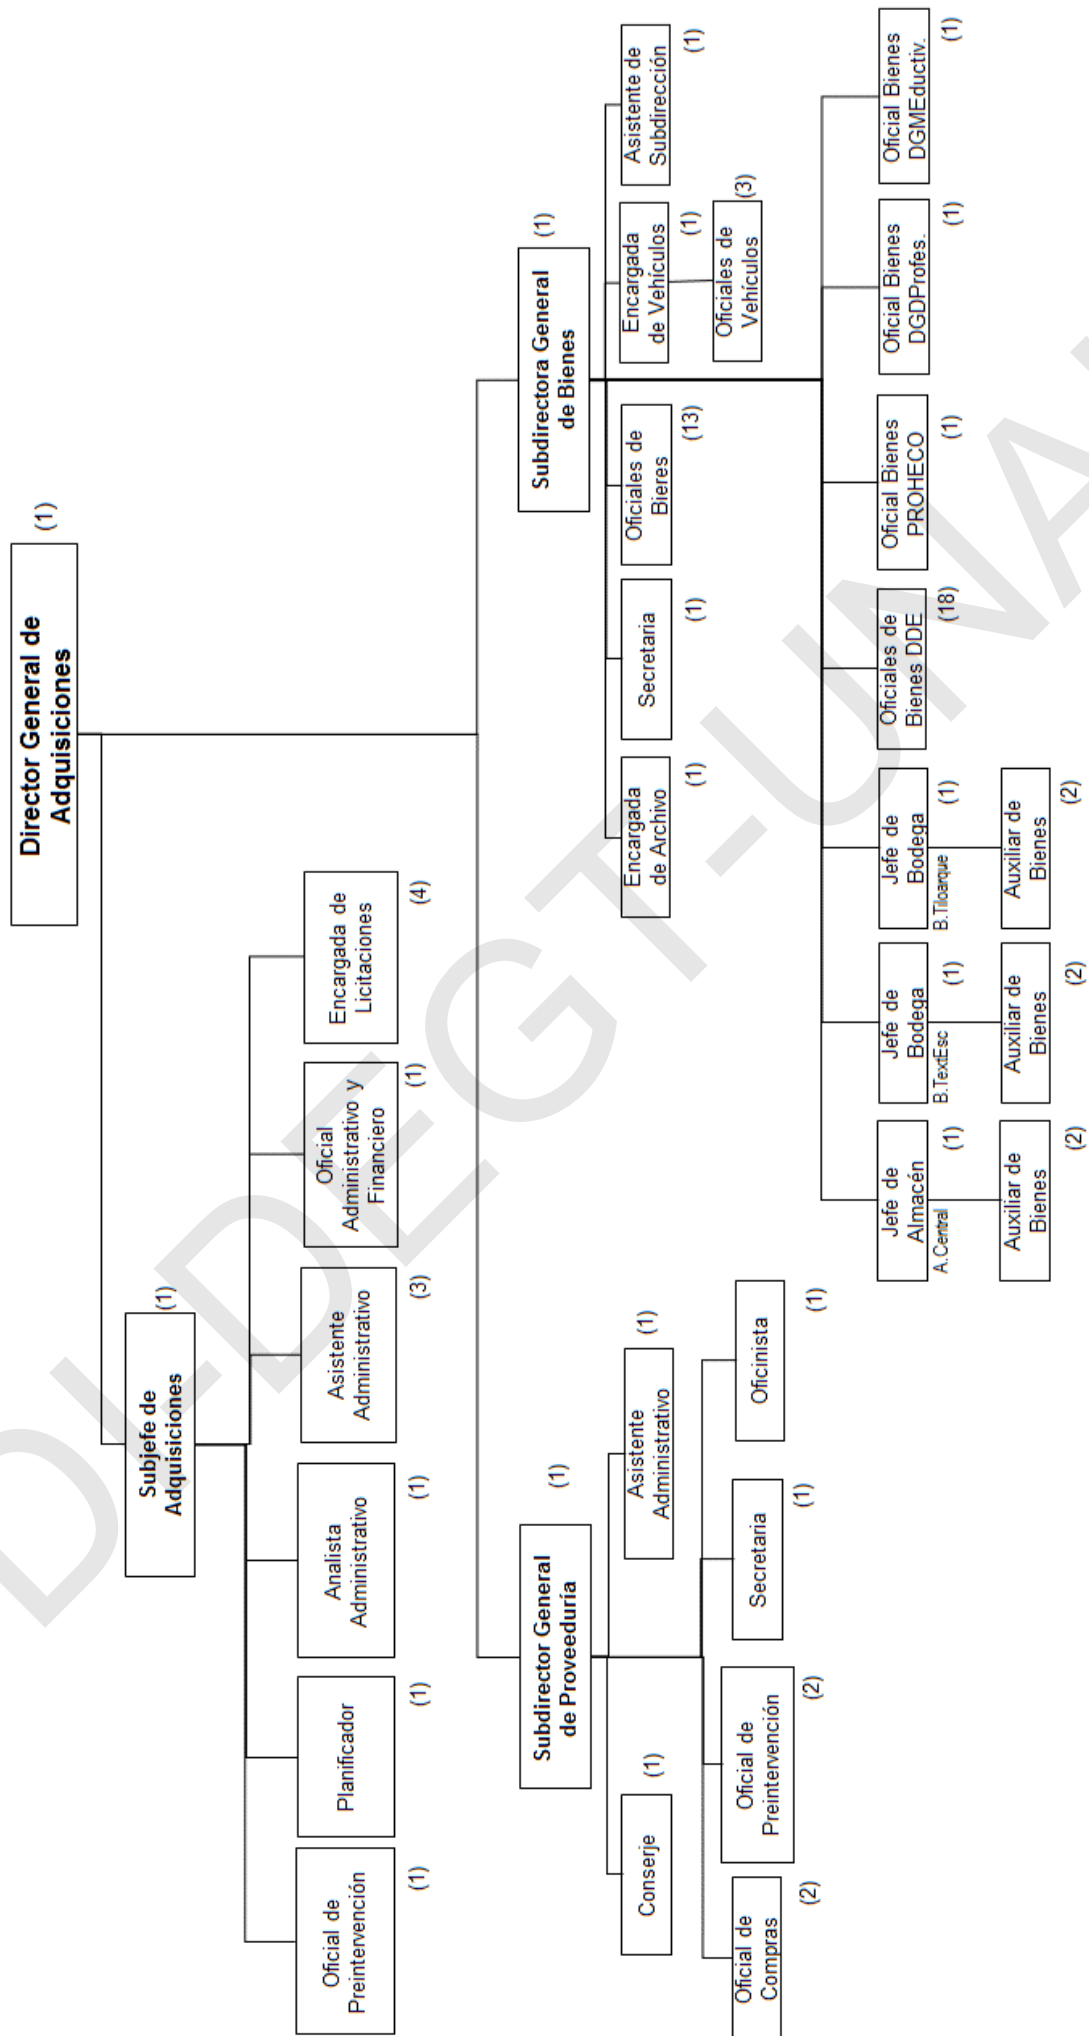 Director General de
Adquisiciones
(1)
Subjefe de
Adquisiciones
(1)
Oficial de
Preintervención
(1)
Planificador
(1)
Analista
Administrativo
(1)
Asistente
Administrativo
(3)
Oficial
Administrativo y
Financiero
(1)
Encargada de
Licitaciones
(4)
Subdirector General
de Proveeduría
(1)
Conserje
(1)
Asistente
Administrativo
(1)
Oficial de
Compras
(2)
Oficial de
Preintervención
(2)
Secretaria
(1)
Oficinista
(1)
Subdirectora General
de Bienes
(1)
Encargada
de Archivo
(1)
Secretaria
(1)
Oficiales de
Bieres
(13)
Encargada
de Vehículos
(1)
Oficiales de
Vehículos
(3)
Asistente de
Subdirección
(1)
Jefe de
Almacén
A.Central
(1)
Auxiliar de
Bienes
(2)
Jefe de
Bodega
B.TextEsc
(1)
Auxiliar de
Bienes
(2)
Jefe de
Bodega
B.Tiloarque
(1)
Auxiliar de
Bienes
(2)
Oficiales de
Bienes DDE
(18)
Oficial Bienes
PROHECO
(1)
Oficial Bienes
DGDProfes.
(1)
Oficial Bienes
DGMEductiv.
(1)
DI-DEGT-UNA